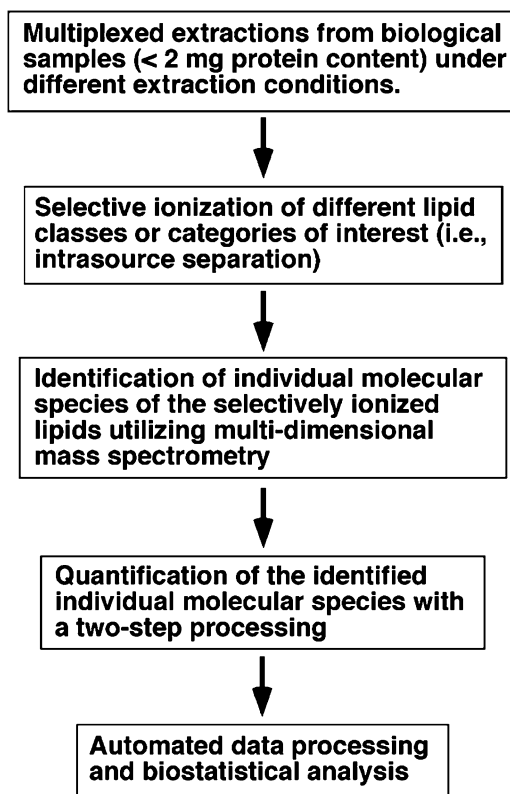 Multiplexed extractions from biological
samples (< 2 mg protein content) under
different extraction conditions.
Selective ionization of different lipid
classes or categories of interest (i.e.,
intrasource separation)
Identification of individual molecular
species of the selectively ionized
lipids utilizing multi-dimensional
mass spectrometry
Quantification of the identified
individual molecular species with
a two-step processing
Automated data processing
and biostatistical analysis